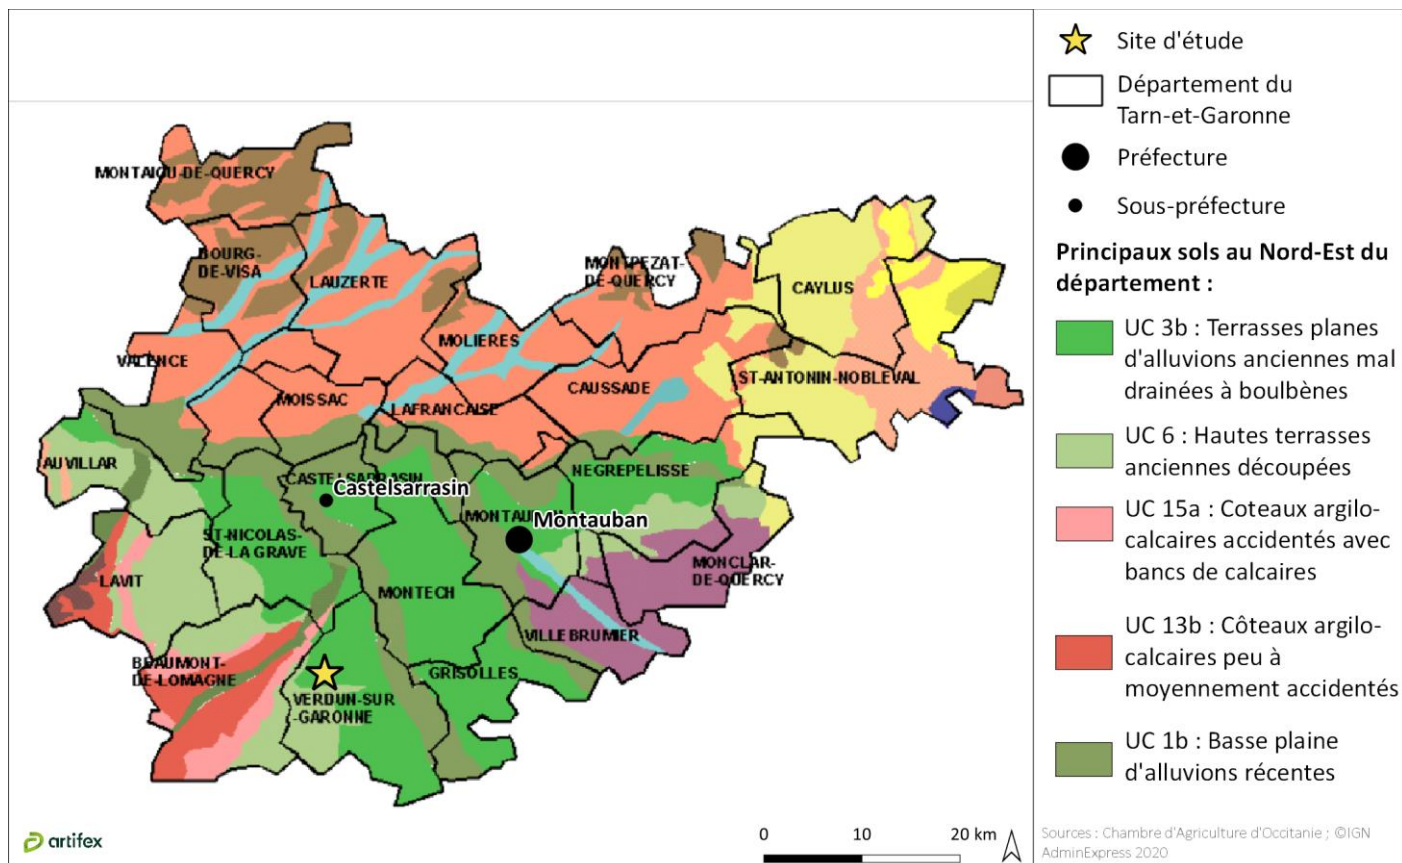 MONTAIGU-DE-QUERCY
BOURG-
DE-VISA
LAUZERTE
MONTPEZAT-
DE-QUERCY
CAYLUS
VALENCE
MOLIERES
MOISSAC
LAFRANCAISE
CAUSSADE
ST-ANTONIN-NOBLEVAL
AUVILLAR
CASTELSARRASIN
Castelsarrasin
NEGREPELISSE
ST-NICOLAS-
DE-LA GRAVE
Montauban
LAVIT
MONTECH
MONCLAR-
DE-QUERCY
VILLEBRUMIER
BEAUMONT-
DE-LOMAGNE
GRISOLLES
VERDUN-SUR
-GARONNE
artifex
0 10 20 km
Site d'étude
Département du
Tarn-et-Garonne
Préfecture
Sous-préfecture
Principaux sols au Nord-Est du
département :
UC 3b : Terrasses planes
d'alluvions anciennes mal
drainées à boulbènes
UC 6 : Hautes terrasses
anciennes découpées
UC 15a : Coteaux argilo-
calcaires accidentés avec
bancs de calcaires
UC 13b : Côteaux argilo-
calcaires peu à
moyennement accidentés
UC 1b : Basse plaine
d'alluvions récentes
Sources : Chambre d'Agriculture d'Occitanie ; ©IGN
AdminExpress 2020